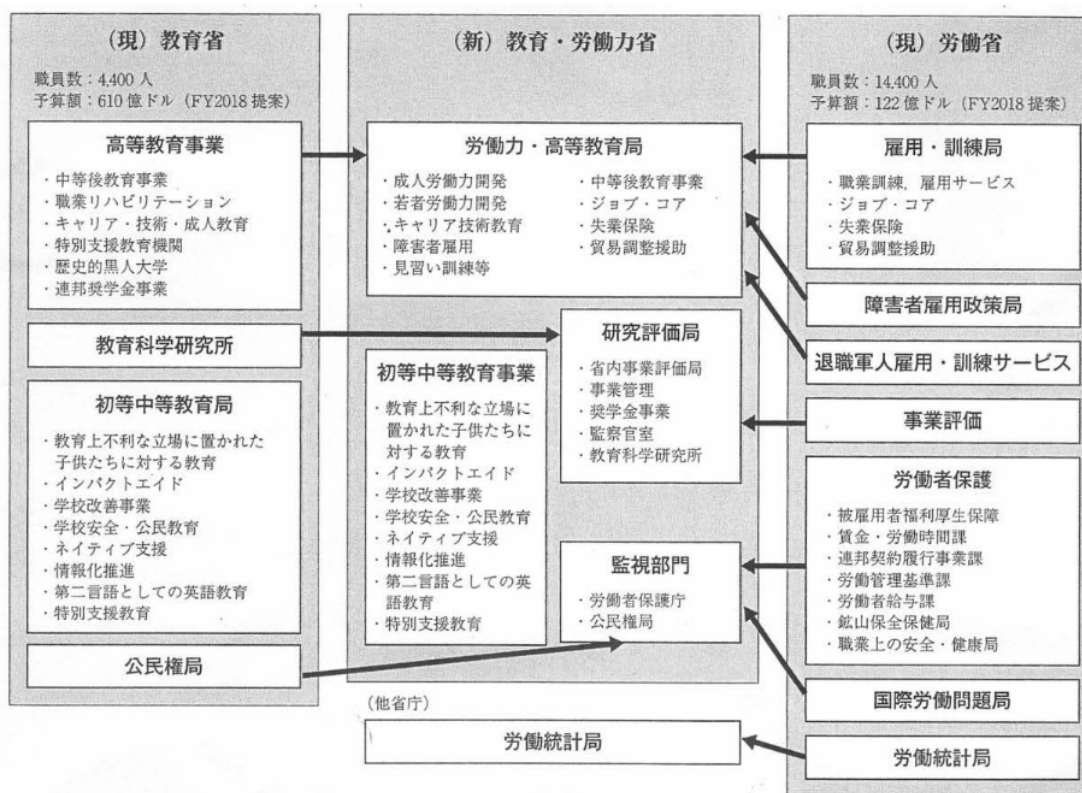 (現) 教育省
職員数：4,400 人
予算額：610 億ドル (FY2018 提案)
高等教育事業
・中等後教育事業
・職業リハビリテーション
・キャリア・技術・成人教育
・特別支援教育機関
・歴史的黒人大学
・連邦奨学金事業
教育科学研究所
初等中等教育局
・教育上不利な立場に置かれた
子供たちに対する教育
・インパクトエイド
・学校改善事業
・学校安全・公民教育
・ネイティブ支援
・情報化推進
・第二言語としての英語教育
・特別支援教育
公民権局
(新) 教育・労働力省
労働力・高等教育局
・成人労働力開発
・若者労働力開発
・キャリア技術教育
・障害者雇用
・見習い訓練等
・中等後教育事業
・ジョブ・コア
・失業保険
・貿易調整援助
初等中等教育事業
・教育上不利な立場に
置かれた子供たちに
対する教育
・インパクトエイド
・学校改善事業
・学校安全・公民教育
・ネイティブ支援
・情報化推進
・第二言語としての英
語教育
・特別支援教育
研究評価局
・省内事業評価局
・事業管理
・奨学金事業
・監察官室
・教育科学研究所
監視部門
・労働者保護庁
・公民権局
(他省庁)
労働統計局
(現) 労働省
職員数：14,400 人
予算額：122 億ドル (FY2018 提案)
雇用・訓練局
・職業訓練，雇用サービス
・ジョブ・コア
・失業保険
・貿易調整援助
障害者雇用政策局
退職軍人雇用・訓練サービス
事業評価
労働者保護
・被雇用者福利厚生保障
・賃金・労働時間課
・連邦契約履行事業課
・労働管理基準課
・労働者給与課
・鉱山保全保健局
・職業上の安全・健康局
国際労働問題局
労働統計局